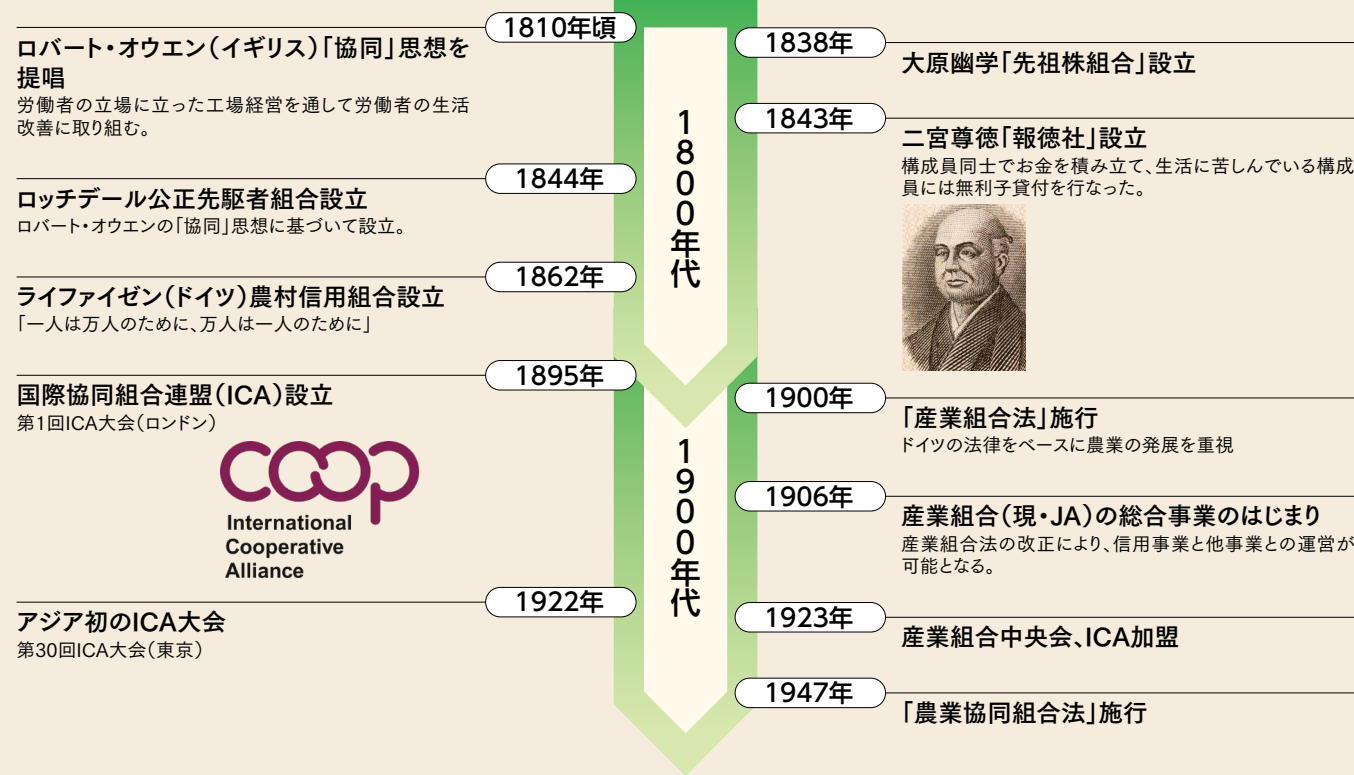 1810年頃
ロバート・オウエン（イギリス）「協同」思想を
提唱
労働者の立場に立った工場経営を通して労働者の生活
改善に取り組む。
1844年
ロッチデール公正先駆者組合設立
ロバート・オウエンの「協同」思想に基づいて設立。
1862年
ライファイゼン（ドイツ）農村信用組合設立
「一人は万人のために、万人は一人のために」
1895年
国際協同組合連盟（ICA）設立
第1回ICA大会（ロンドン）
coop
International
Cooperative
Alliance
1922年
アジア初のICA大会
第30回ICA大会（東京）
1800年代
1900年代
1838年
大原幽学「先祖株組合」設立
1843年
二宮尊徳「報徳社」設立
構成員同士でお金を積み立て、生活に苦しんでいる構成
員には無利子貸付を行なった。
1900年
「産業組合法」施行
ドイツの法律をベースに農業の発展を重視
1906年
産業組合（現・JA）の総合事業のはじまり
産業組合法の改正により、信用事業と他事業との運営が
可能となる。
1923年
産業組合中央会、ICA加盟
1947年
「農業協同組合法」施行